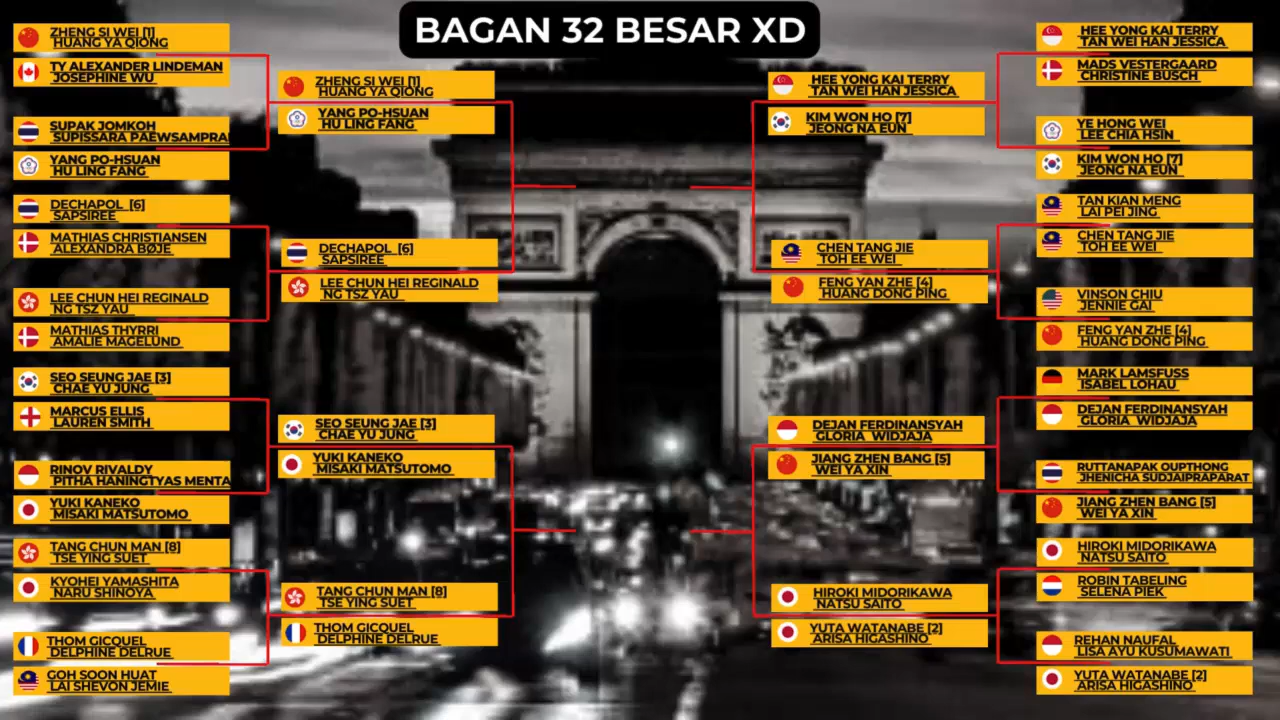 BAGAN 32 BESAR XD
ZHENG SI WEI [1]
HUANG YA QIONG
TY ALEXANDER LINDEMAN
JOSEPHINE WU
SUPAK JOMKOH
SUPISSARA PAEWSAMPRA
YANG PO-HSUAN
HU LING FANG
DECHAPOL [6]
SAPSIREE
MATHIAS CHRISTIANSEN
ALEXANDRA BØJE
LEE CHUN HEI REGINALD
NG TSZ YAU
MATHIAS THYRRI
AMALIE MAGELUND
SEO SEUNG JAE [3]
CHAE YU JUNG
MARCUS ELLIS
LAUREN SMITH
RINOV RIVALDY
PITHA HANINGTYAS MENTA
YUKI KANEKO
MISAKI MATSUTOMO
TANG CHUN MAN [8]
TSE YING SUET
KYOHEI YAMASHITA
NARU SHINOYA
THOM GICQUEL
DELPHINE DELRUE
GOH SOON HUAT
LAI SHEVON JEMIE
ZHENG SI WEI [1]
HUANG YA QIONG
YANG PO-HSUAN
HU LING FANG
DECHAPOL [6]
SAPSIREE
LEE CHUN HEI REGINALD
NG TSZ YAU
SEO SEUNG JAE [3]
CHAE YU JUNG
YUKI KANEKO
MISAKI MATSUTOMO
TANG CHUN MAN [8]
TSE YING SUET
THOM GICQUEL
DELPHINE DELRUE
HEE YONG KAI TERRY
TAN WEI HAN JESSICA
KIM WON HO [7]
JEONG NA EUN
CHEN TANG JIE
TOH EE WEI
FENG YAN ZHE [4]
HUANG DONG PING
DEJAN FERDINANSYAH
GLORIA WIDJAJA
JIANG ZHEN BANG [5]
WEI YA XIN
HIROKI MIDORIKAWA
NATSU SAITO
YUTA WATANABE [2]
ARISA HIGASHINO
HEE YONG KAI TERRY
TAN WEI HAN JESSICA
MADS VESTERGAARD
CHRISTINE BUSCH
YE HONG WEI
LEE CHIA HSIN
KIM WON HO [7]
JEONG NA EUN
TAN KIAN MENG
LAI PEI JING
CHEN TANG JIE
TOH EE WEI
VINSON CHIU
JENNIE GAI
FENG YAN ZHE [4]
HUANG DONG PING
MARK LAMSFUSS
ISABEL LOHAU
DEJAN FERDINANSYAH
GLORIA WIDJAJA
RUTTANAPAK OUPTHONG
JHENICHA SUDJAIPRAPARAT
JIANG ZHEN BANG [5]
WEI YA XIN
HIROKI MIDORIKAWA
NATSU SAITO
ROBIN TABELING
SELENA PIEK
REHAN NAUFAL
LISA AYU KUSUMAWATI
YUTA WATANABE [2]
ARISA HIGASHINO